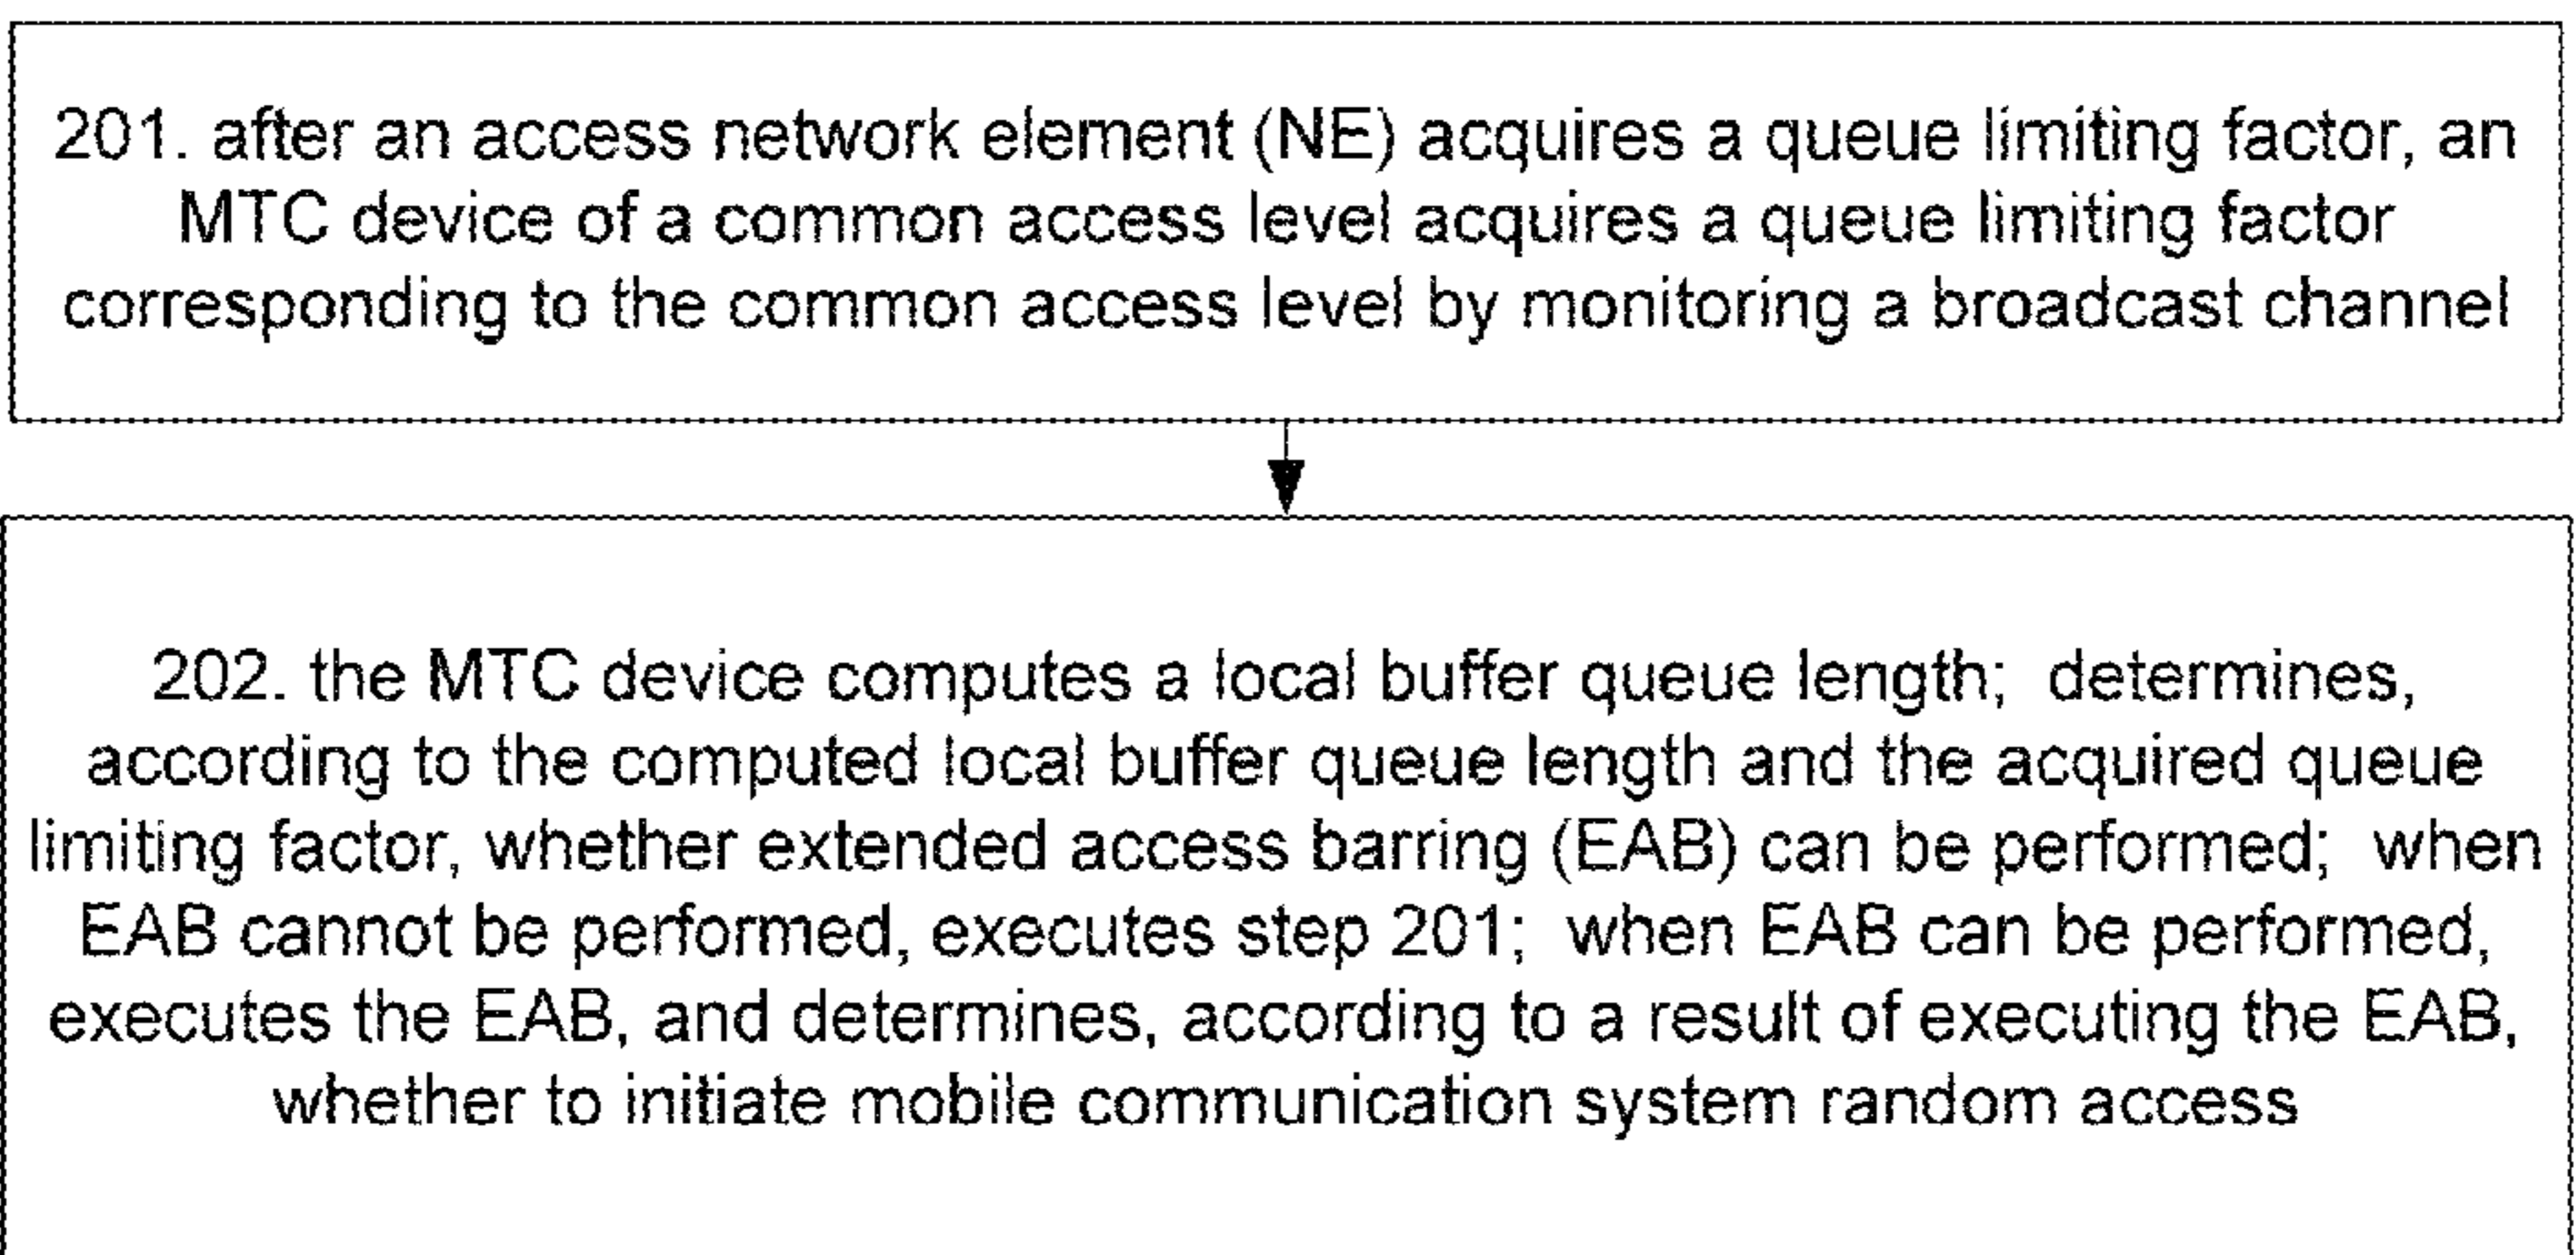 201. after an access network element (NE) acquires a queue limiting factor, an
MTC device of a common access level acquires a queue limiting factor
corresponding to the common access level by monitoring a broadcast channel
202. the MTC device computes a local buffer queue length; determines,
according to the computed local buffer queue length and the acquired queue
limiting factor, whether extended access barring (EAB) can be performed; when
EAB cannot be performed, executes step 201; when EAB can be performed,
executes the EAB, and determines, according to a result of executing the EAB,
whether to initiate mobile communication system random access